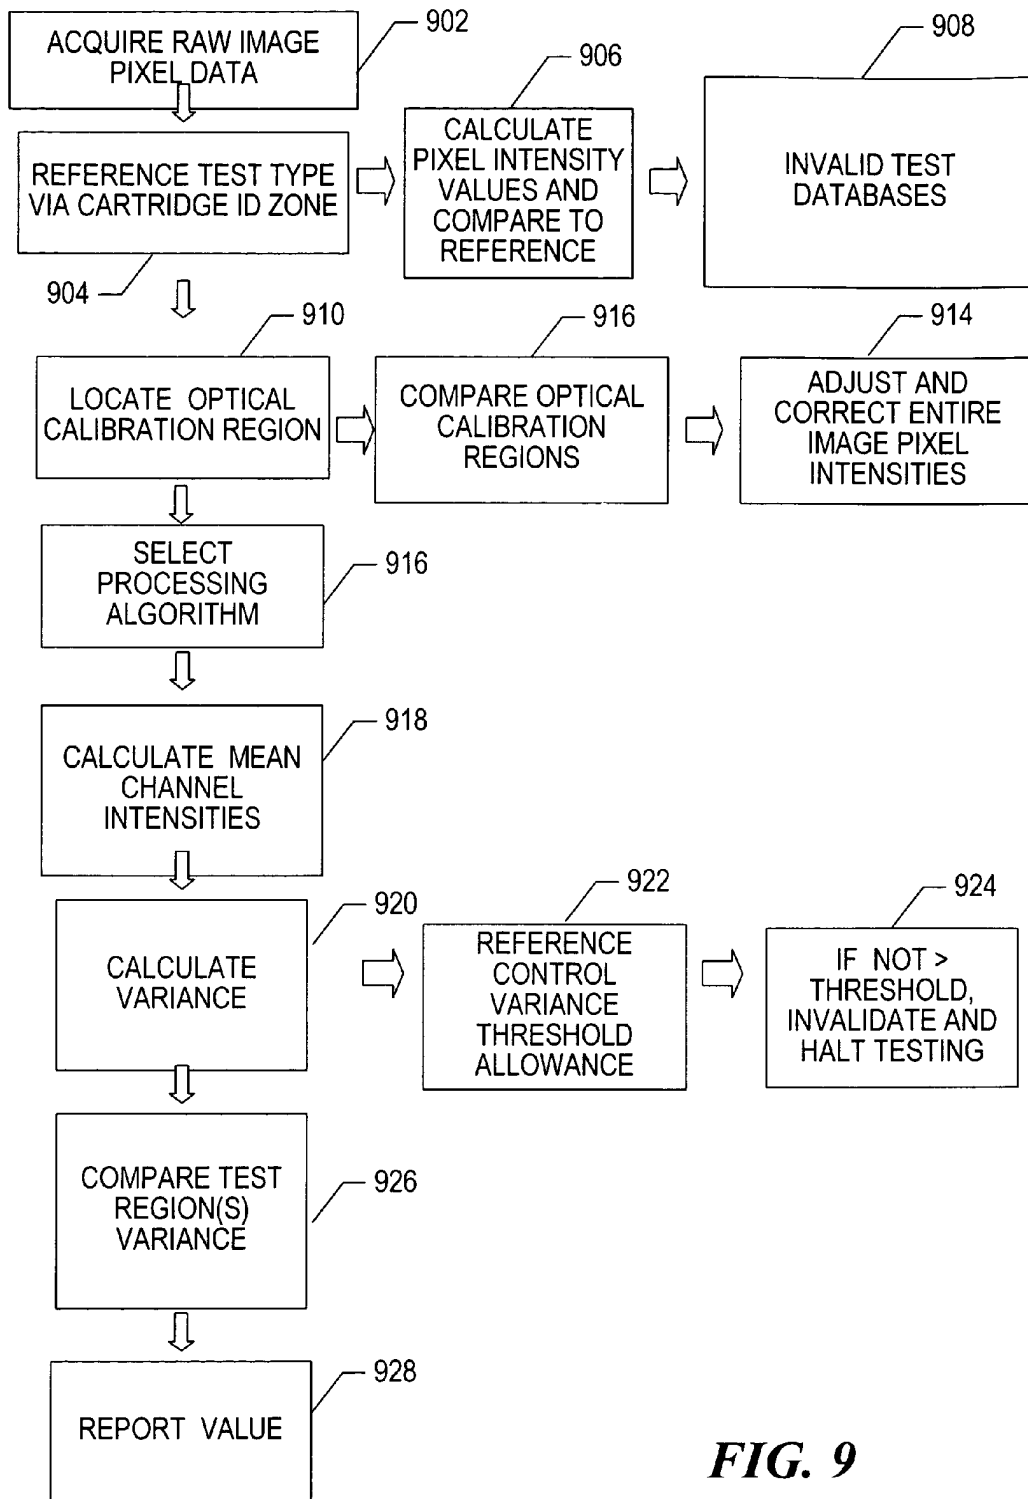 902
ACQUIRE RAW IMAGE
PIXEL DATA
906
908
REFERENCE TEST TYPE
VIA CARTRIDGE ID ZONE
CALCULATE
PIXEL INTENSITY
VALUES AND
COMPARE TO
REFERENCE
INVALID TEST
DATABASES
904
910
916
914
LOCATE OPTICAL
CALIBRATION REGION
COMPARE OPTICAL
CALIBRATION
REGIONS
ADJUST AND
CORRECT ENTIRE
IMAGE PIXEL
INTENSITIES
SELECT
PROCESSING
ALGORITHM
916
918
CALCULATE MEAN
CHANNEL
INTENSITIES
920
922
924
CALCULATE
VARIANCE
REFERENCE
CONTROL
VARIANCE
THRESHOLD
ALLOWANCE
IF NOT >
THRESHOLD,
INVALIDATE AND
HALT TESTING
COMPARE TEST
REGION(S)
VARIANCE
926
928
REPORT VALUE
FIG. 9